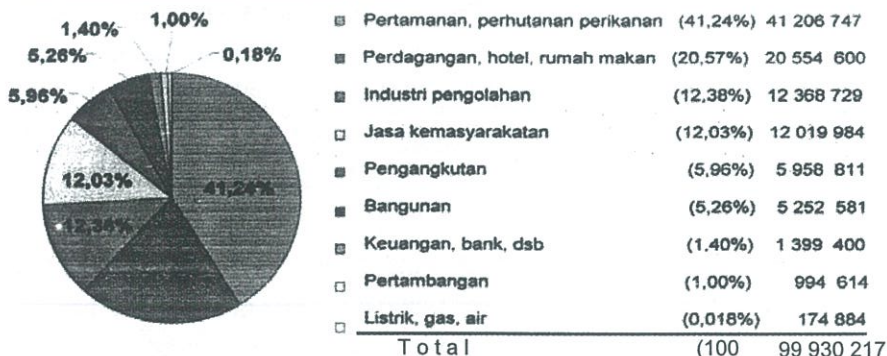 1,40%
1,00%
5,26%
0,18%
5,96%
12,03%
41,24%
Pertamanan, perhutanan perikanan (41,24%) 41 206 747
Perdagangan, hotel, rumah makan (20,57%) 20 554 600
Industri pengolahan (12,38%) 12 368 729
Jasa kemasyarakatan (12,03%) 12 019 984
Pengangkutan (5,96%) 5 958 811
Bangunan (5,26%) 5 252 581
Keuangan, bank, dsb (1,40%) 1 399 400
Pertambangan (1,00%) 994 614
Listrik, gas, air (0,018%) 174 884
Total (100 99 930 217